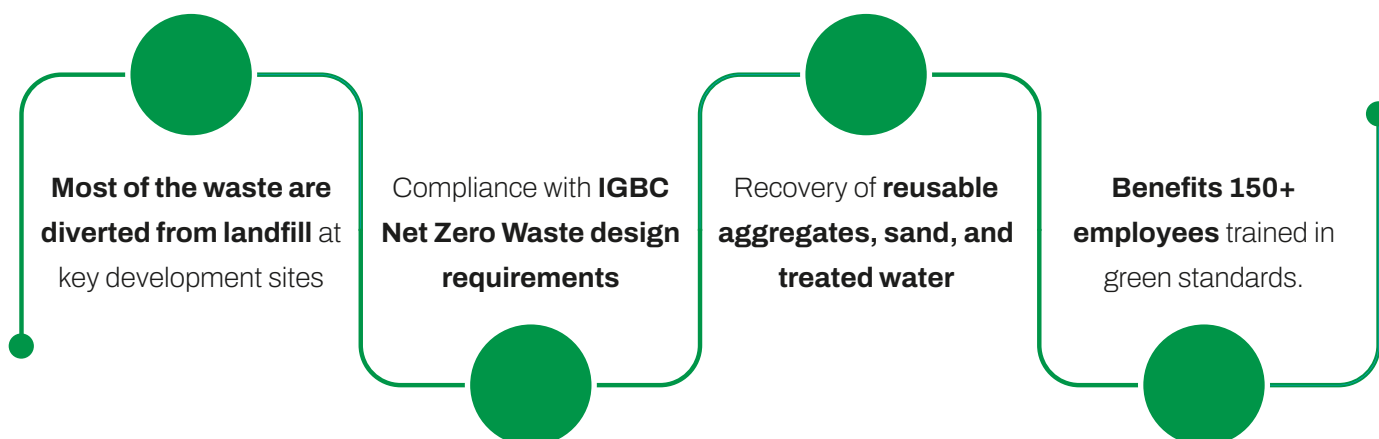 Most of the waste are
diverted from landfill at
key development sites
Compliance with IGBC
Net Zero Waste design
requirements
Recovery of reusable
aggregates, sand, and
treated water
Benefits 150+
employees trained in
green standards.